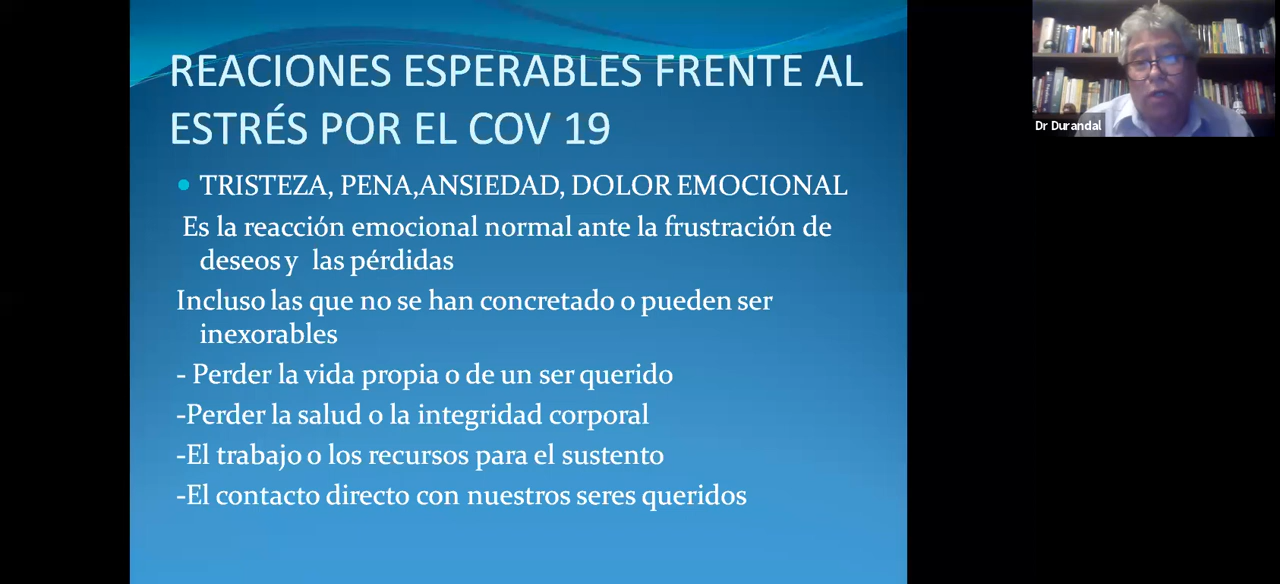 REACIONES ESPERABLES FRENTE AL
ESTRÉS POR EL COV 19
• TRISTEZA, PENA,ANSIEDAD, DOLOR EMOCIONAL
Es la reacción emocional normal ante la frustración de
deseos y las pérdidas
Incluso las que no se han concretado o pueden ser
inexorables
- Perder la vida propia o de un ser querido
-Perder la salud o la integridad corporal
-El trabajo o los recursos para el sustento
-El contacto directo con nuestros seres queridos
Dr Durandal